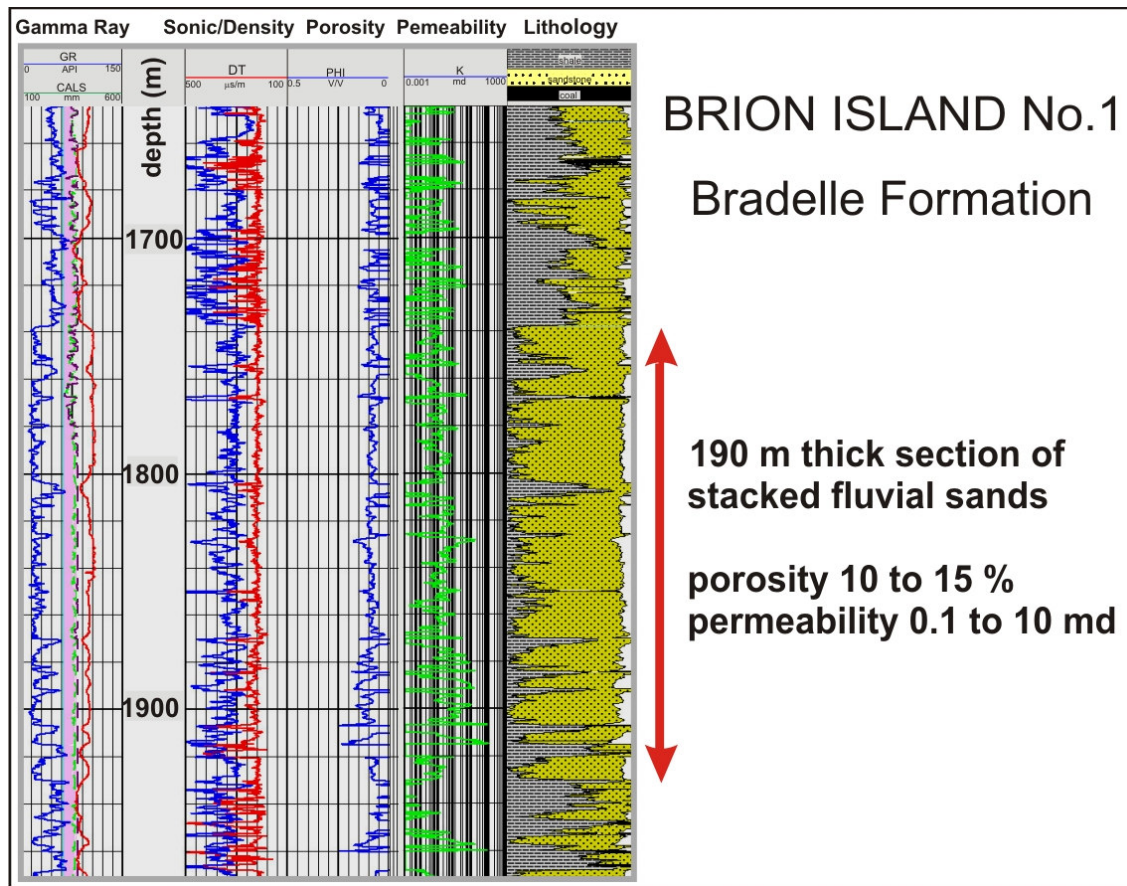 Gamma Ray Sonic/Density Porosity Pemeability Lithology
GR
0 API 150
CALS
100 mm 600
depth (m)
DT
500 µs/m 100
PHI
0.5 V/V 0
K
0.001 md 1000
shale
sandstone
coal
1700
1800
1900
BRION ISLAND No.1
Bradelle Formation
190 m thick section of
stacked fluvial sands
porosity 10 to 15 %
permeability 0.1 to 10 md